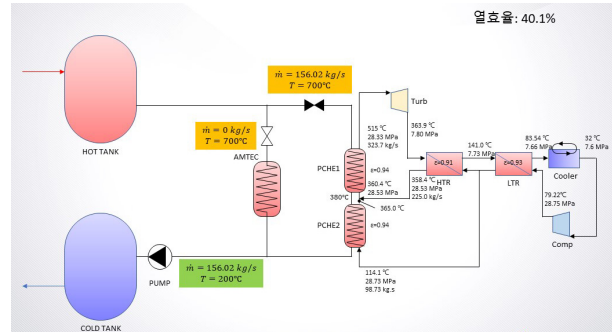 열효율: 40.1%
ṁ = 156.02 kg/s
T = 700℃
Turb
HOT TANK
ṁ = 0 kg/s
T = 700℃
AMTEC
515 ℃
28.33 MPa
323.7 kg/s
363.9 ℃
7.80 MPa
141.0 ℃
7.73 MPa
83.54 ℃
7.66 MPa
32 ℃
7.6 MPa
ε=0.91
ε=0.93
HTR
LTR
Cooler
PCHE1
ε=0.94
360.4 ℃
28.53 MPa
358.4 ℃
28.53 MPa
225.0 kg/s
79.22℃
28.75 MPa
380℃
365.0 ℃
PCHE2
ε=0.94
Comp
ṁ = 156.02 kg/s
T = 200℃
PUMP
114.1 ℃
28.73 MPa
98.73 kg.s
COLD TANK